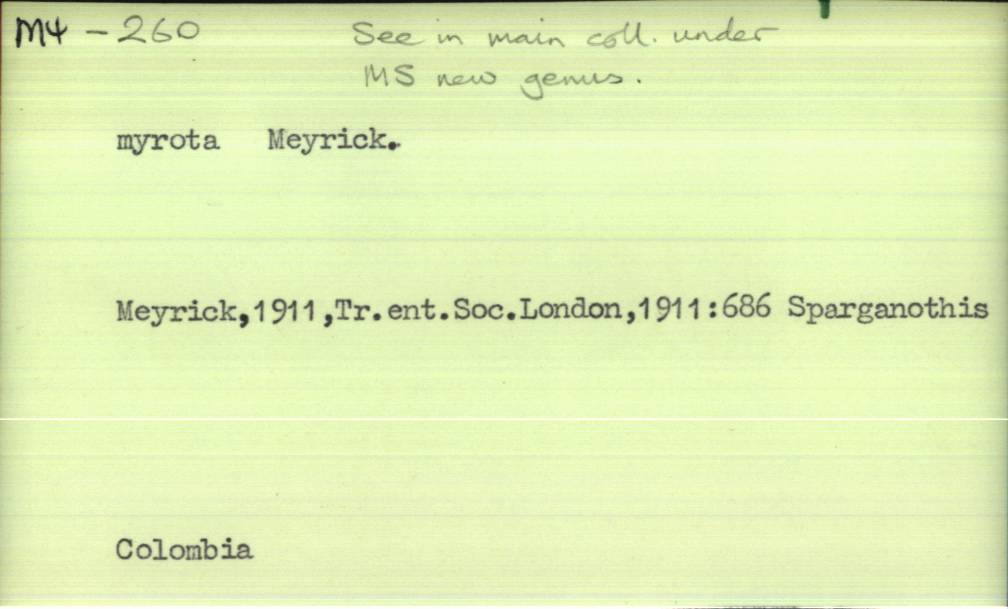 M4 - 260 See in main coll. under
MS new genus.
myrota Meyrick.
Meyrick,1911,Tr.ent.Soc.London,1911:686 Sparganothis
Colombia